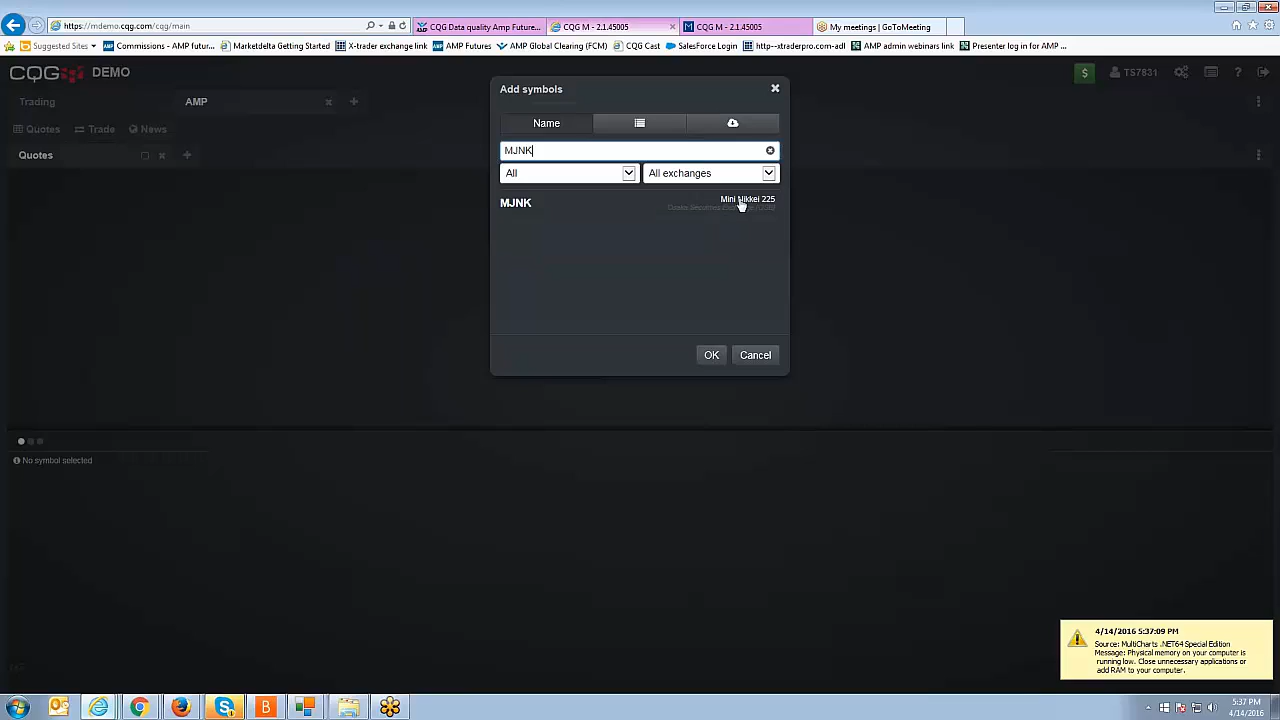 https://mdemo.cqg.com/cqg/main
CQG Data quality Amp Future...
CQG M - 2.1.45005
CQG M - 2.1.45005
My meetings | GoToMeeting
Suggested Sites
Commissions - AMP futur...
Marketdelta Getting Started
X-trader exchange link
AMP Futures
AMP Global Clearing (FCM)
CQG Cast
SalesForce Login
http--xtraderpro.com-adl
AMP admin webinars link
Presenter log in for AMP ...
CQG DEMO
$ TS7831 ?
Trading
AMP
Quotes
Trade
News
Quotes
Add symbols
Name
MJNK
All
All exchanges
MJNK
Mini Nikkei 225
OK
Cancel
No symbol selected
4/14/2016 5:37:09 PM
Source: MultiCharts .NET64 Special Edition
Message: Physical memory on your computer is
running low. Close unnecessary applications or
add RAM to your computer.
5:37 PM
4/14/2016